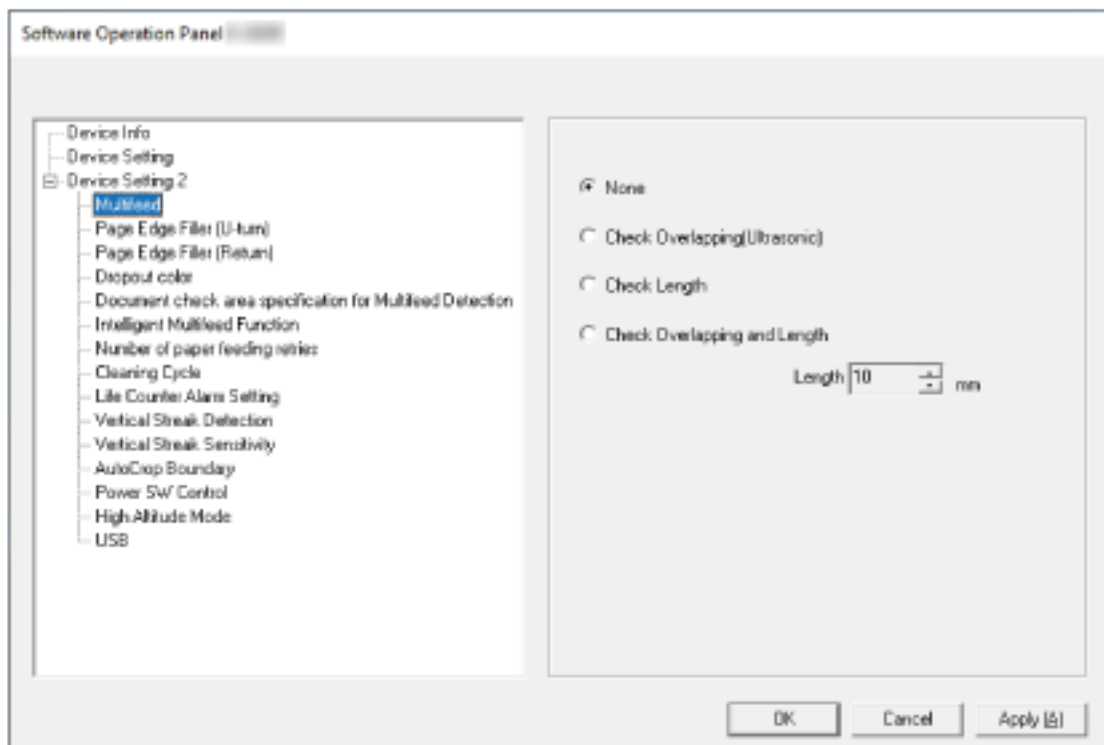 Software Operation Panel
Device Info
Device Setting
Device Setting 2
Multifeed
Page Edge Filler (U-turn)
Page Edge Filler (Return)
Dropout color
Document check area specification for Multifeed Detection
Intelligent Multifeed Function
Number of paper feeding retries
Cleaning Cycle
Life Counter Alarm Setting
Vertical Streak Detection
Vertical Streak Sensitivity
AutoCrop Boundary
Power SW Control
High Altitude Mode
USB
None
Check Overlapping(Ultrasonic)
Check Length
Check Overlapping and Length
Length 10 mm
OK Cancel Apply (A)